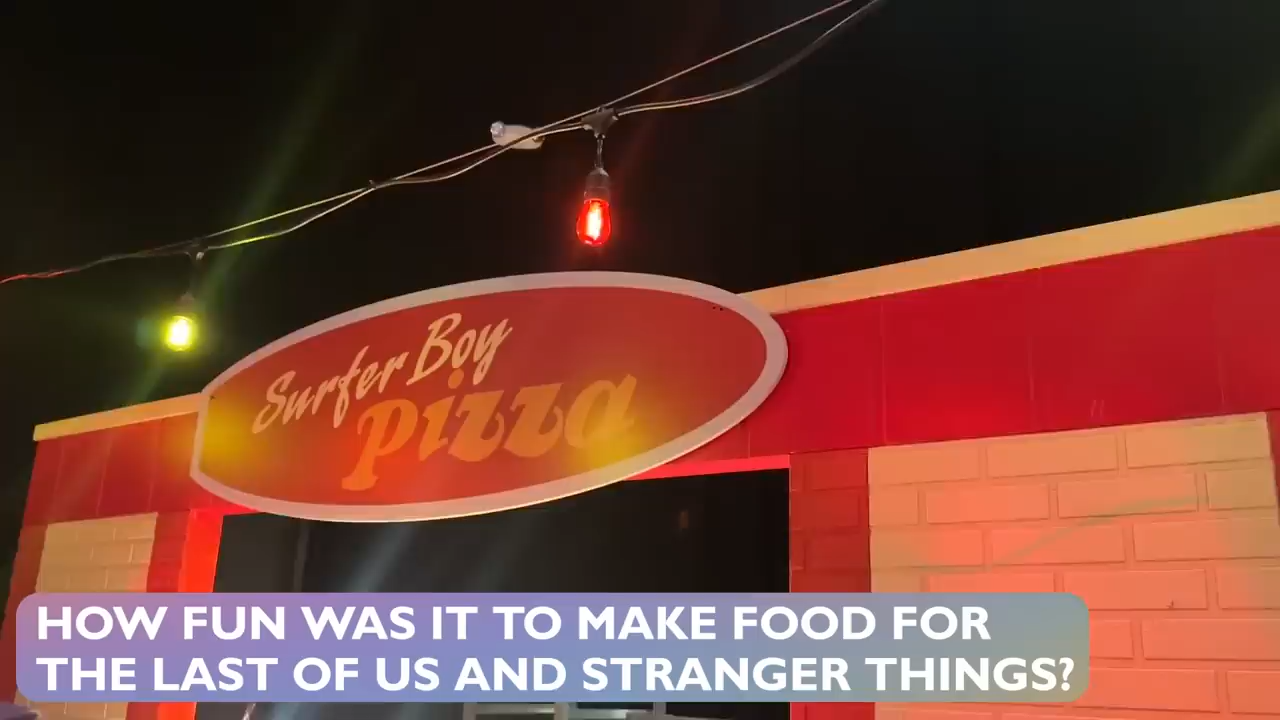 Surfer Boy
Pizza
HOW FUN WAS IT TO MAKE FOOD FOR
THE LAST OF US AND STRANGER THINGS?